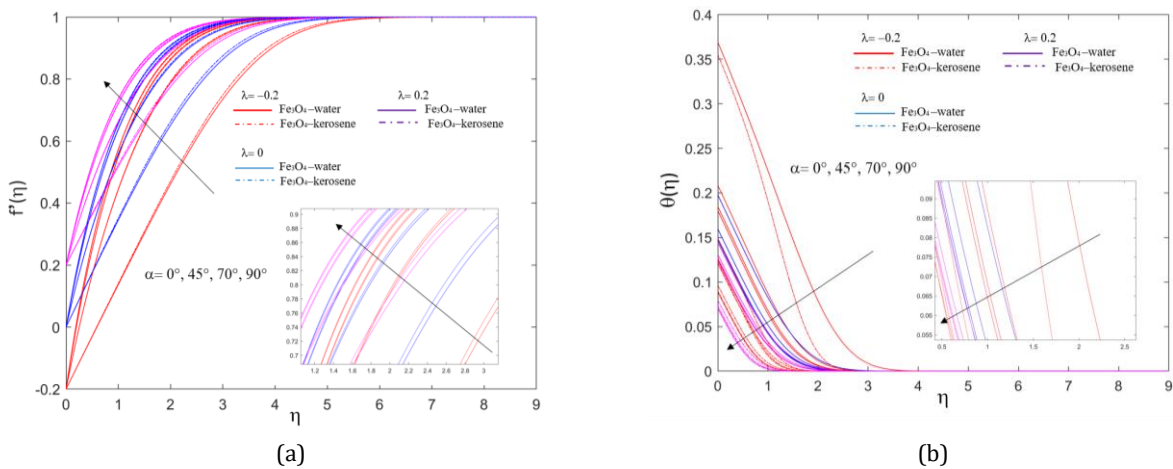 1
0.8
0.6
0.4
0.2
0
-0.2
f'(η)
λ= −0.2
Fe₃O₄–water
Fe₃O₄–kerosene
λ= 0.2
Fe₃O₄–water
Fe₃O₄–kerosene
λ= 0
Fe₃O₄–water
Fe₃O₄–kerosene
α= 0°, 45°, 70°, 90°
0.9
0.88
0.86
0.84
0.82
0.8
0.78
0.76
0.74
0.72
0.7
1.2 1.4 1.6 1.8 2 2.2 2.4 2.6 2.8 3
0 1 2 3 4 5 6 7 8 9
η
(a)
0.4
0.35
0.3
0.25
0.2
0.15
0.1
0.05
0
θ(η)
λ= −0.2
Fe₃O₄–water
Fe₃O₄–kerosene
λ= 0.2
Fe₃O₄–water
Fe₃O₄–kerosene
λ= 0
Fe₃O₄–water
Fe₃O₄–kerosene
α= 0°, 45°, 70°, 90°
0.09
0.085
0.08
0.075
0.07
0.065
0.06
0.055
0.5 1 1.5 2 2.5
0 1 2 3 4 5 6 7 8 9
η
(b)